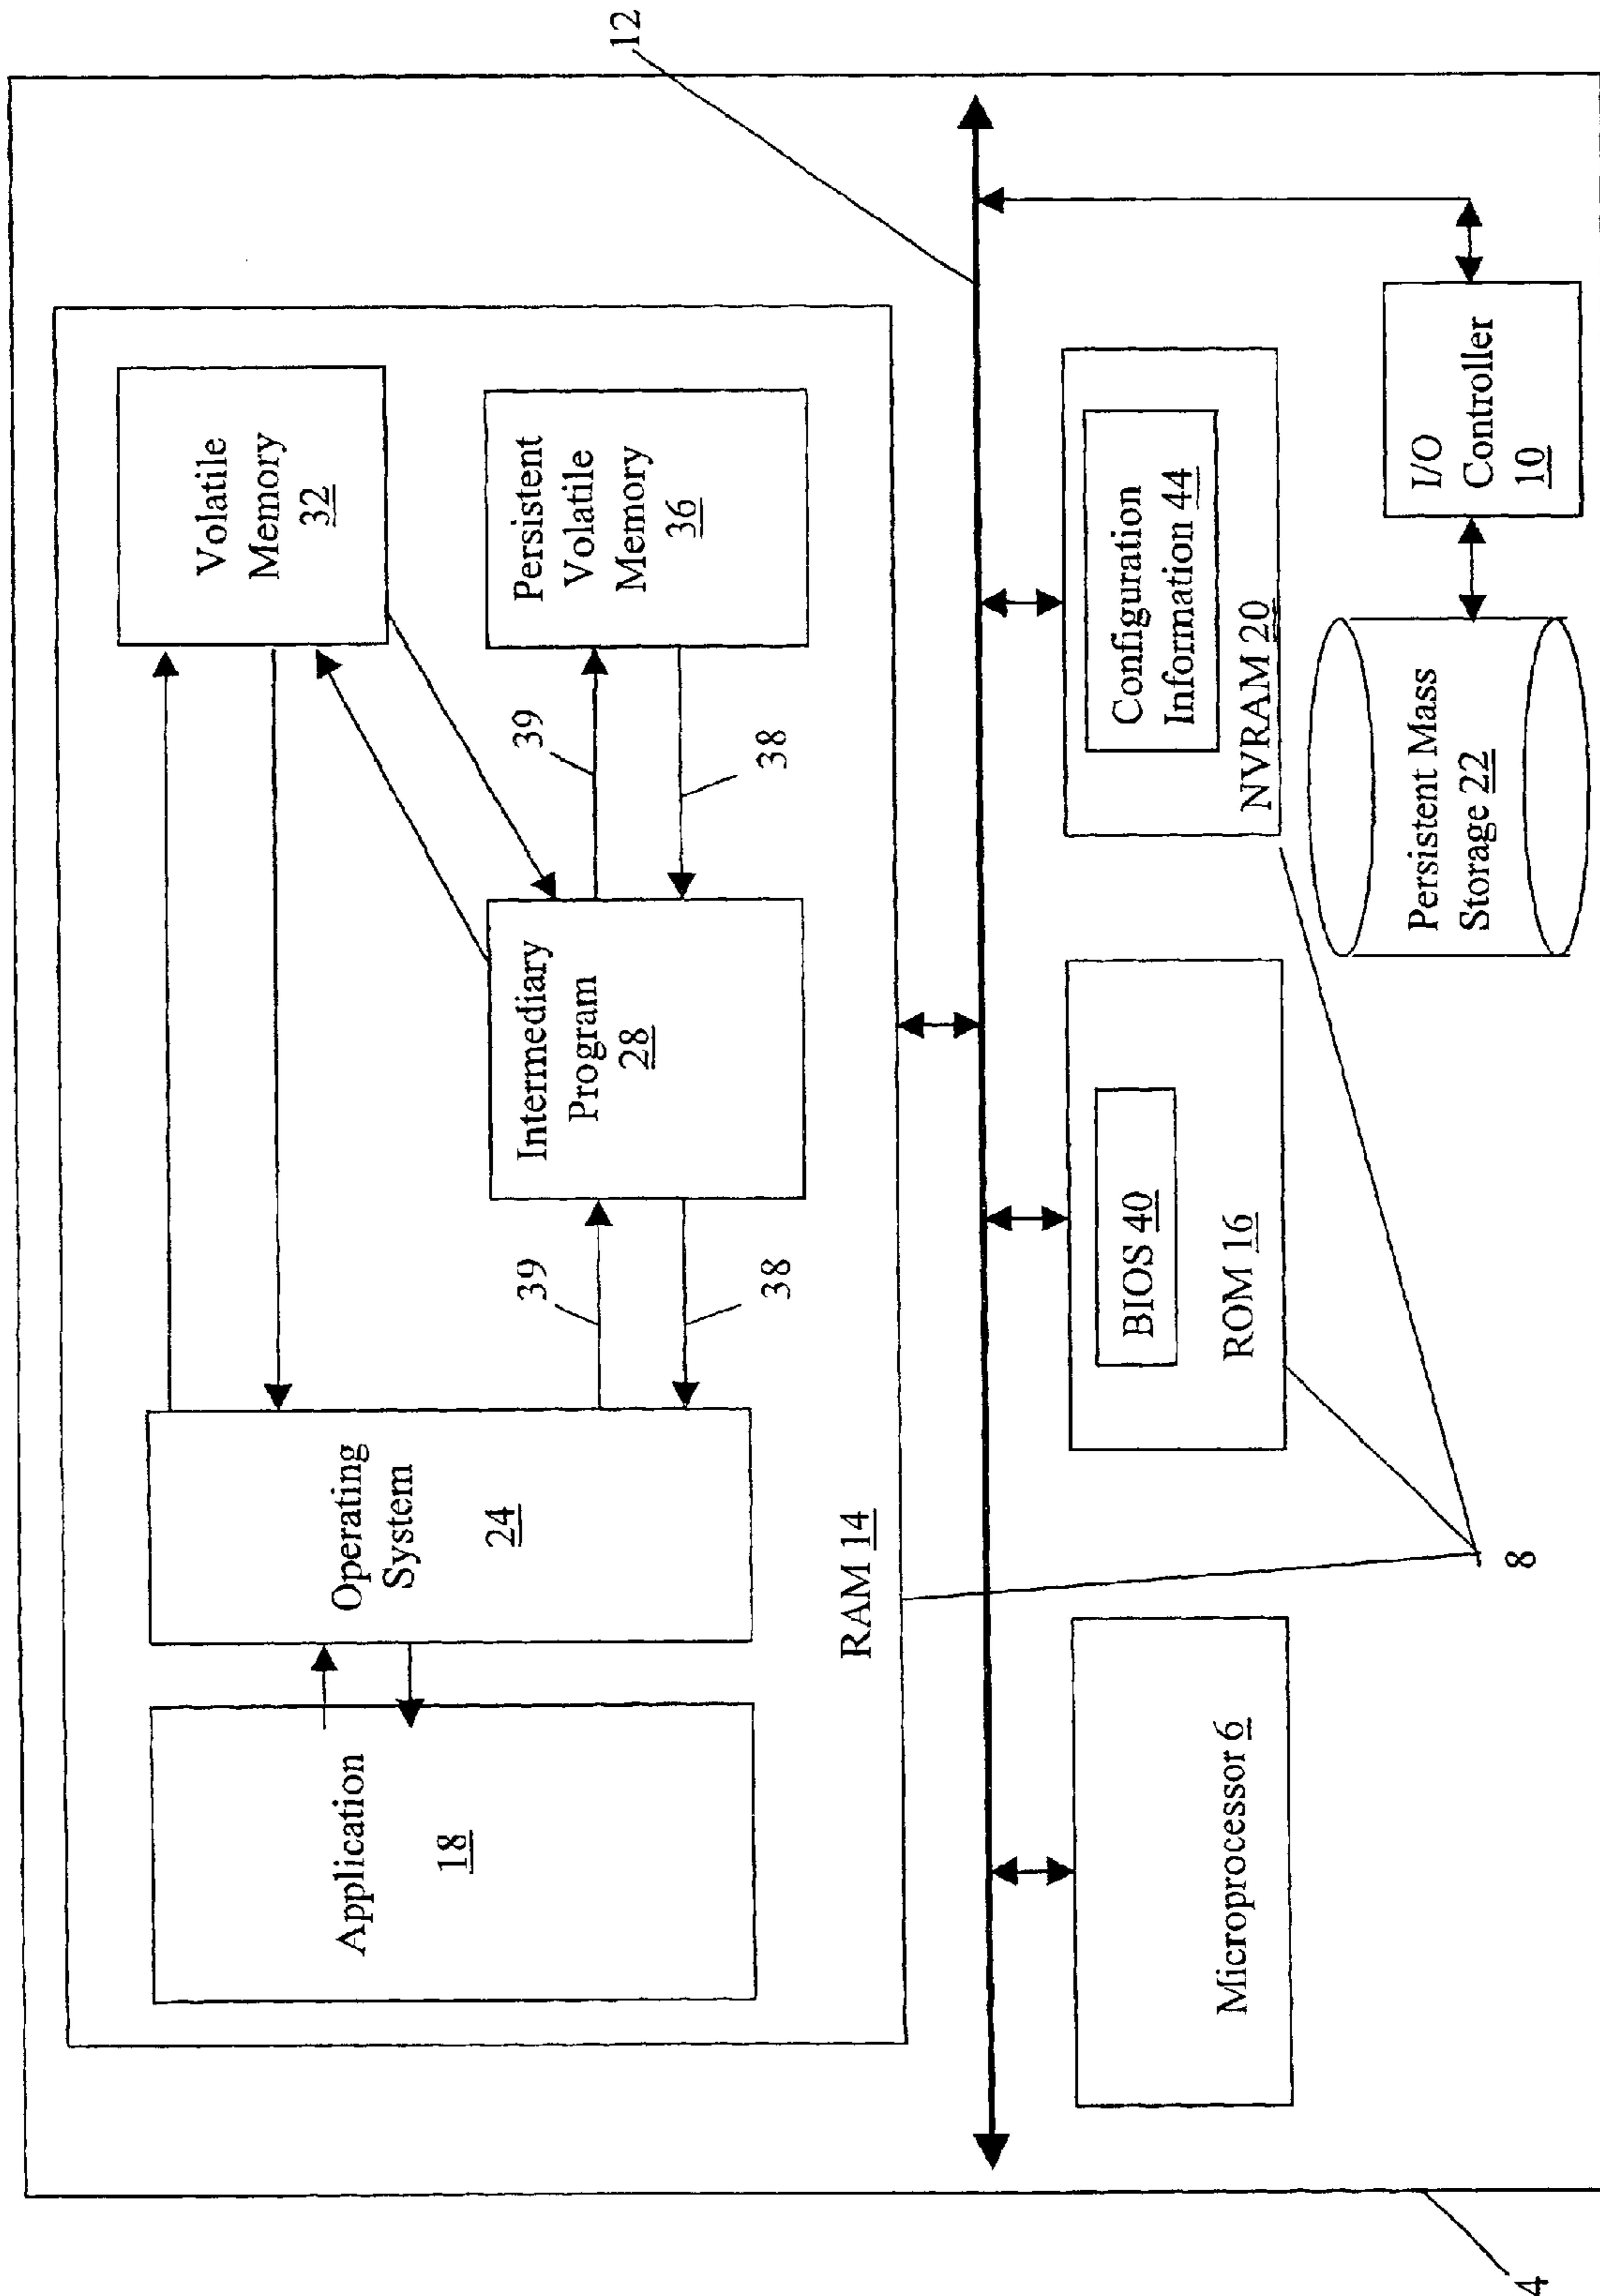 12
Volatile
Memory
32
Persistent
Volatile
Memory
36
39
38
Intermediary
Program
28
39
38
Operating
System
24
Application
18
RAM 14
Configuration
Information 44
NVRAM 20
I/O
Controller
10
Persistent Mass
Storage 22
BIOS 40
ROM 16
8
Microprocessor 6
4